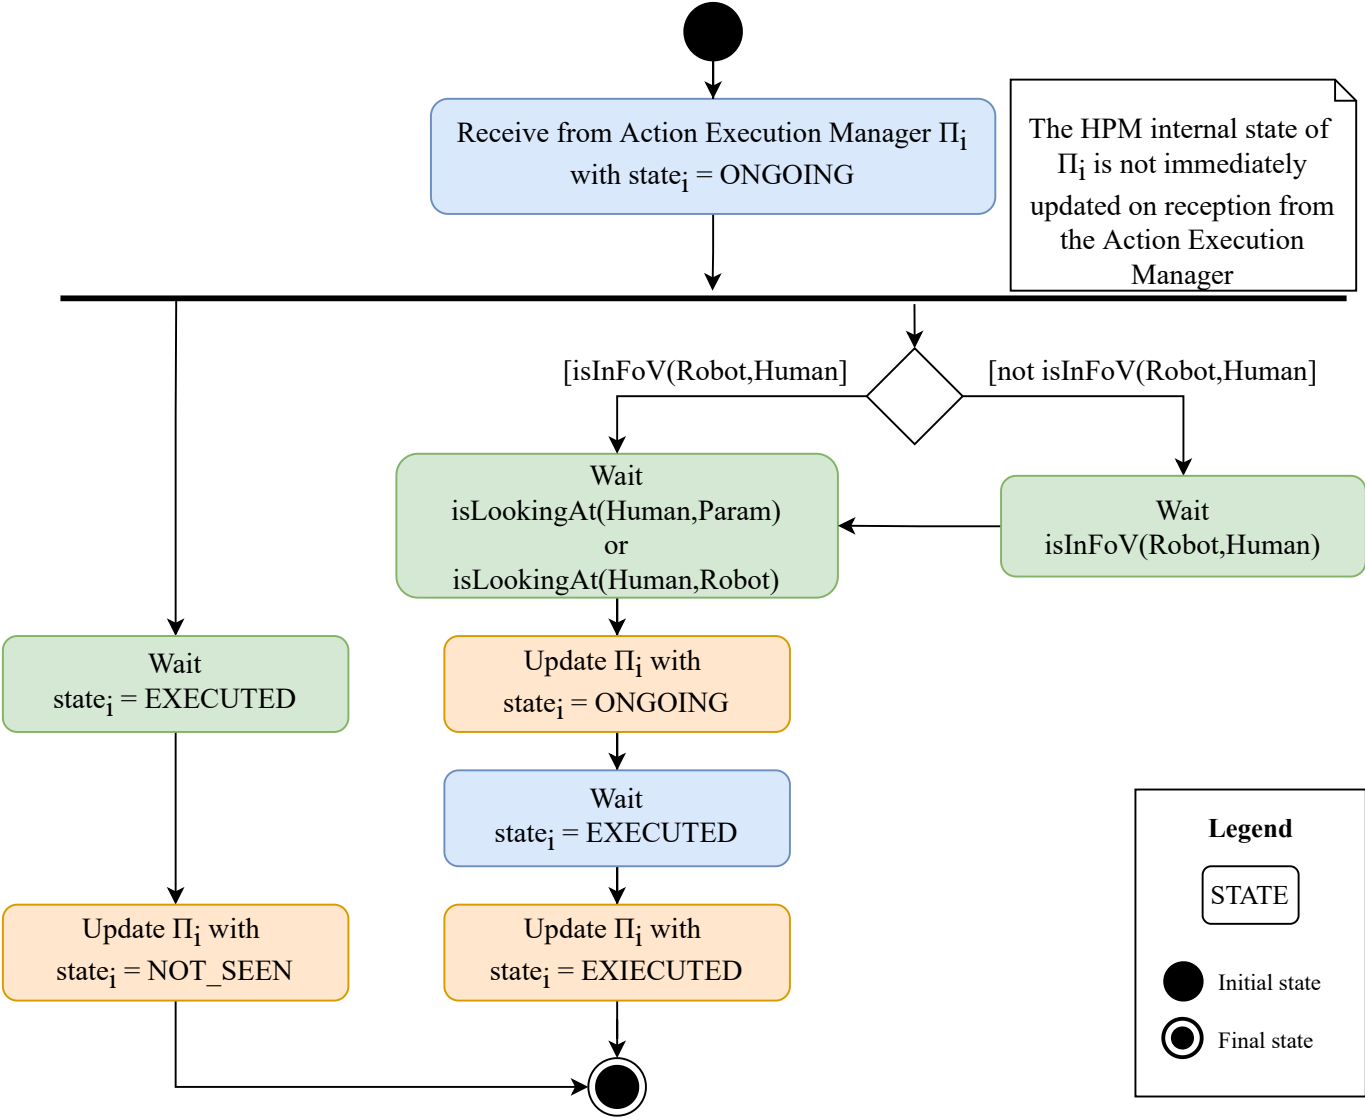 Receive from Action Execution Manager Πi
with statei = ONGOING
The HPM internal state of
Πi is not immediately
updated on reception from
the Action Execution
Manager
[isInFoV(Robot,Human]
[not isInFoV(Robot,Human]
Wait
isLookingAt(Human,Param)
or
isLookingAt(Human,Robot)
Wait
isInFoV(Robot,Human)
Wait
statei = EXECUTED
Update Πi with
statei = ONGOING
Wait
statei = EXECUTED
Update Πi with
statei = NOT_SEEN
Update Πi with
statei = EXIECUTED
Legend
STATE
Initial state
Final state